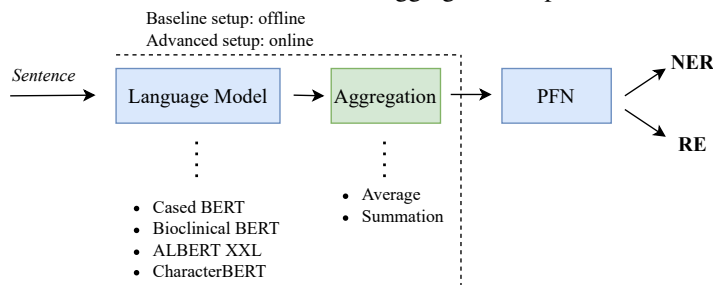 Baseline setup: offline
Advanced setup: online
Sentence
Language Model
Aggregation
PFN
NER
RE
• Cased BERT
• Bioclinical BERT
• ALBERT XXL
• CharacterBERT
• Average
• Summation